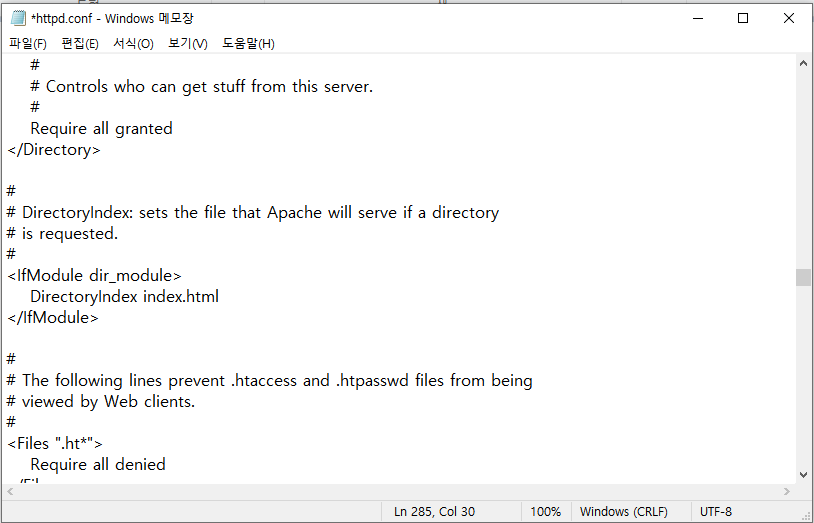 *httpd.conf - Windows 메모장
파일(F) 편집(E) 서식(O) 보기(V) 도움말(H)
#
# Controls who can get stuff from this server.
#
Require all granted
</Directory>
#
# DirectoryIndex: sets the file that Apache will serve if a directory
# is requested.
#
<IfModule dir_module>
DirectoryIndex index.html
</IfModule>
#
# The following lines prevent .htaccess and .htpasswd files from being
# viewed by Web clients.
#
<Files ".ht*">
Require all denied
Ln 285, Col 30 100% Windows (CRLF) UTF-8